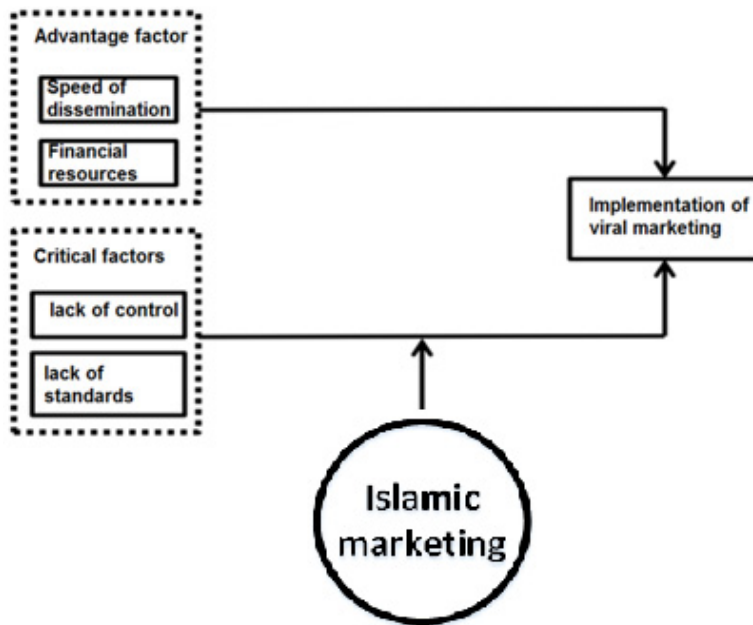 Advantage factor
Speed of
dissemination
Financial
resources
Implementation of
viral marketing
Critical factors
lack of control
lack of
standards
Islamic
marketing